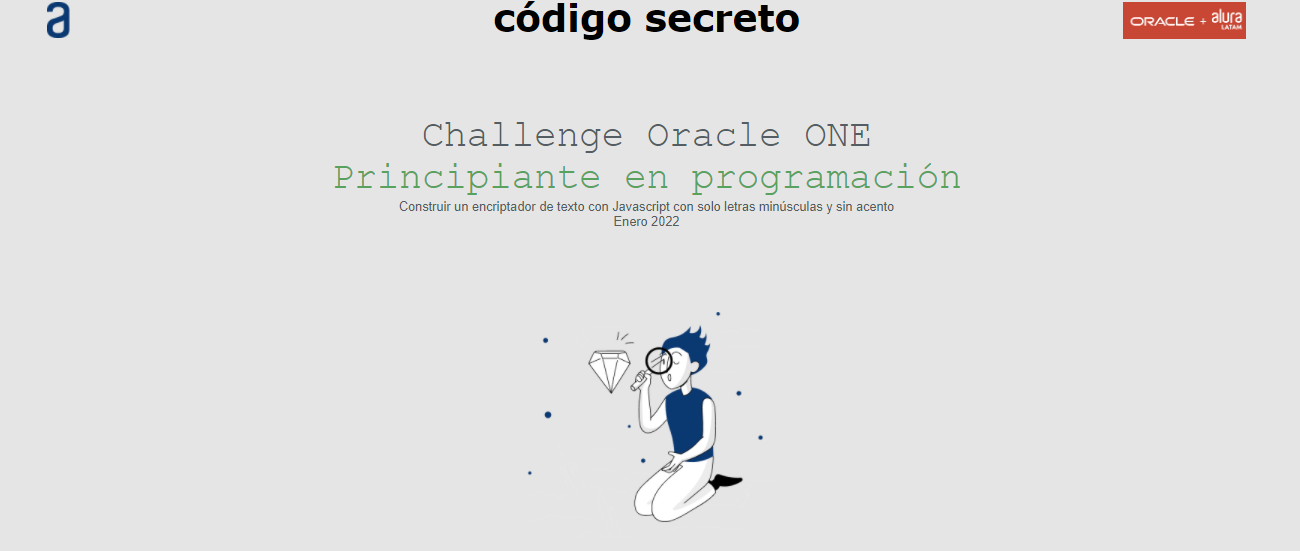 a
código secreto
ORACLE + alura
LATAM
Challenge Oracle ONE
Principiante en programación
Construir un encriptador de texto con Javascript con solo letras minúsculas y sin acento
Enero 2022